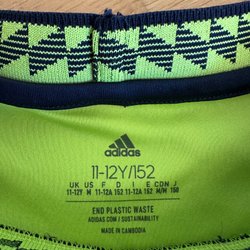 adidas
11-12Y/152
UK US F D I E CDN J
11-12Y M 11-12A 152 11-12A 152 M/M 150
END PLASTIC WASTE
ADIDAS.COM / SUSTAINABILITY
MADE IN CAMBODIA